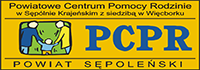 Powiatowe Centrum Pomocy Rodzinie
w Sępólnie Krajeńskim z siedzibą w Więcborku
PCPR
POWIAT SĘPOLEŃSKI